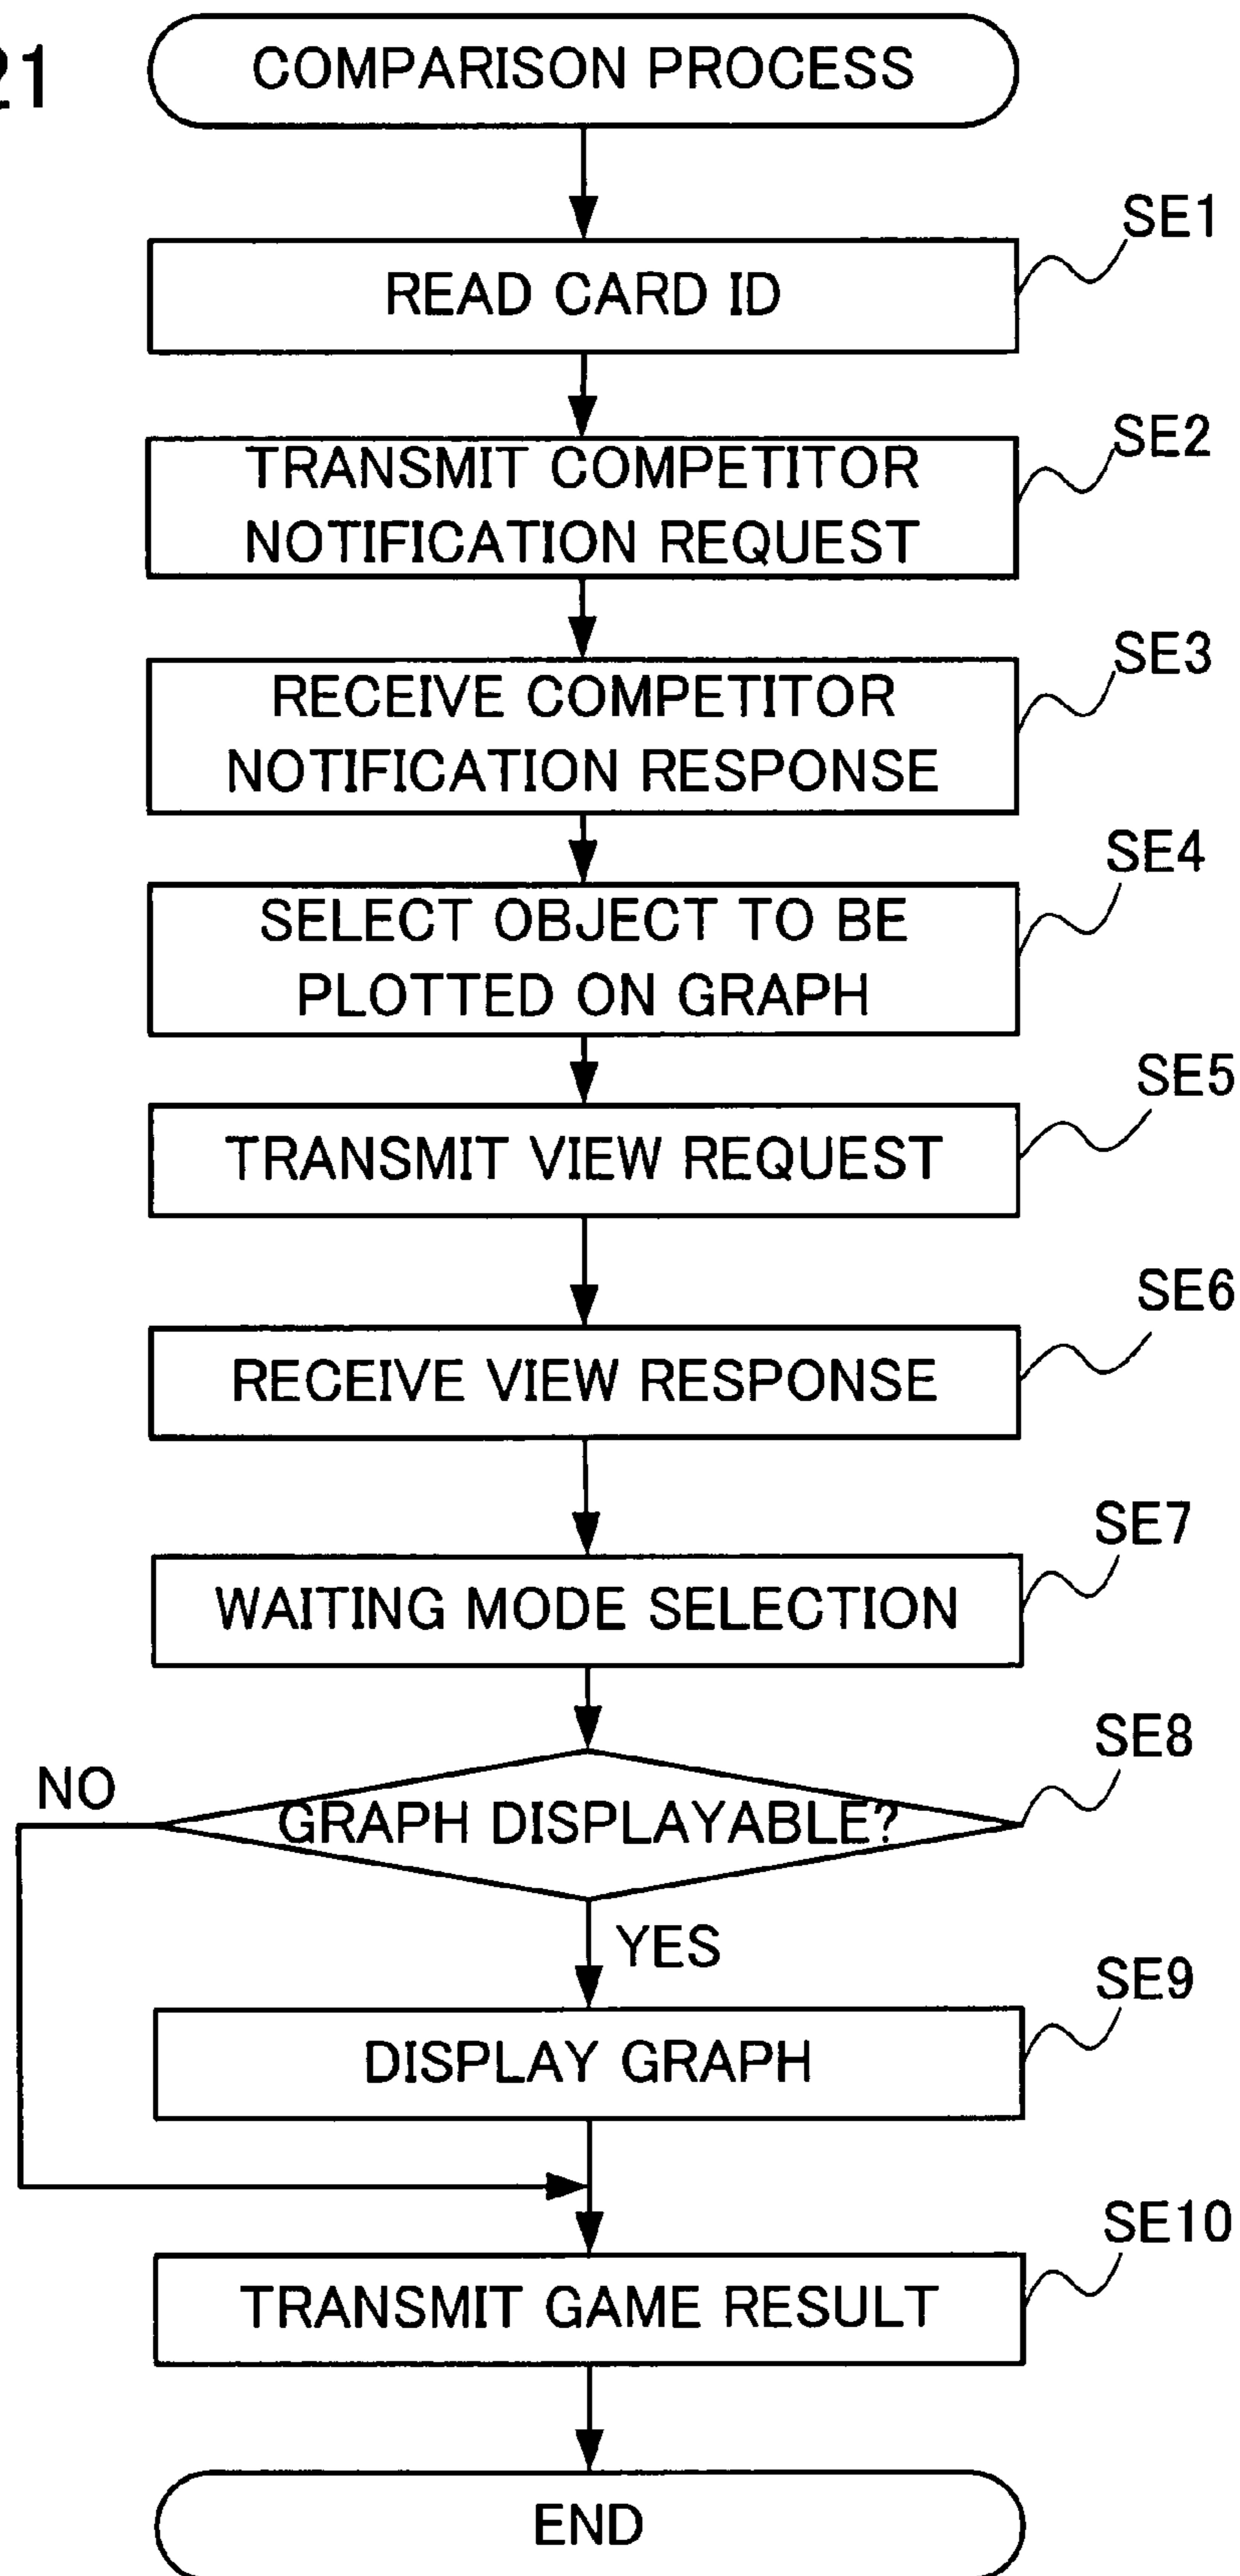 21
COMPARISON PROCESS
SE1
READ CARD ID
SE2
TRANSMIT COMPETITOR
NOTIFICATION REQUEST
SE3
RECEIVE COMPETITOR
NOTIFICATION RESPONSE
SE4
SELECT OBJECT TO BE
PLOTTED ON GRAPH
SE5
TRANSMIT VIEW REQUEST
SE6
RECEIVE VIEW RESPONSE
SE7
WAITING MODE SELECTION
SE8
NO
GRAPH DISPLAYABLE?
YES
SE9
DISPLAY GRAPH
SE10
TRANSMIT GAME RESULT
END